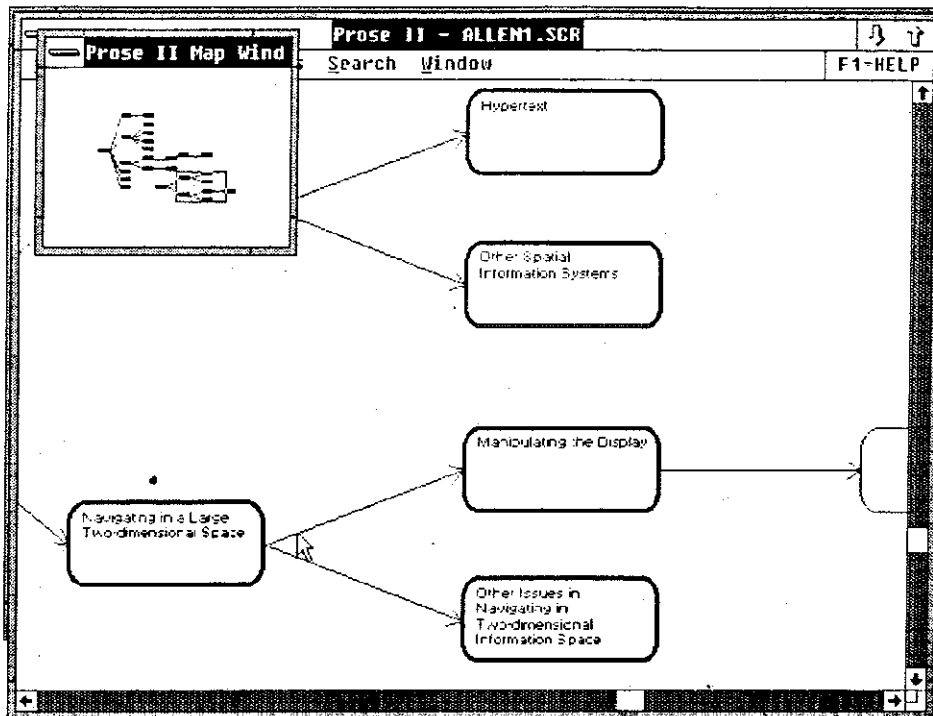 Prose II - ALLEN1.SCR
Prose II Map Wind
Search Window
F1=HELP
Hypertext
Other Spatial
Information Systems
Manipulating the Display
Navigating in a Large
Two-dimensional Space
Other Issues in
Navigating in
Two-dimensional
Information Space